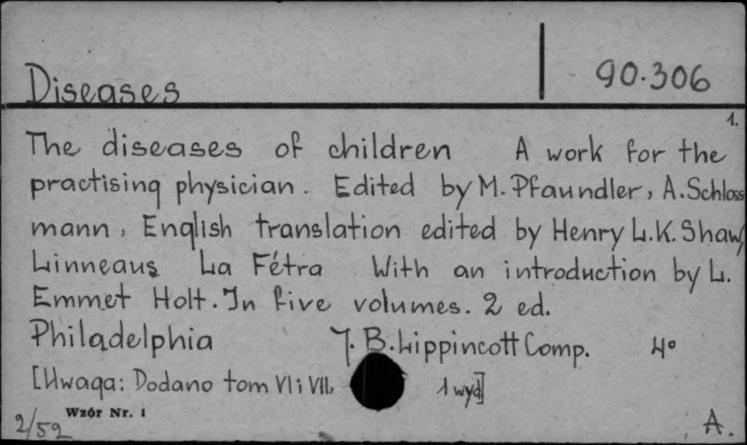 Diseases 90.306
1.
The diseases of children A work for the
practising physician. Edited by M. Pfaundler, A. Schloss
mann, English translation edited by Henry L.K. Shaw,
Linneaus La Fétra With an introduction by L.
Emmet Holt. In five volumes. 2 ed.
Philadelphia J. B. Lippincott Comp. 4°
[Uwaga: Dodano tom VI i VII, 1 wyd]
Wzór Nr. 1
2/52 A.